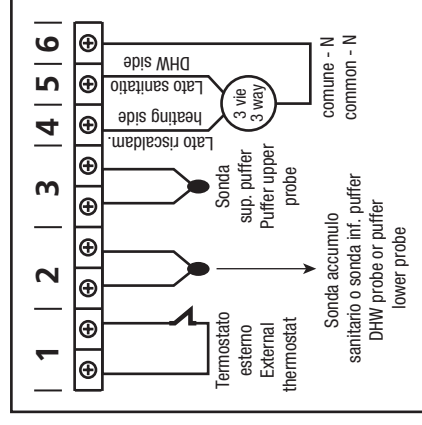 1 2 3 4 5 6
Lato riscaldam.
heating side
Lato sanitatio
DHW side
3 vie
3 way
Termostato
esterno
External
thermostat
Sonda
sup. puffer
Puffer upper
probe
comune - N
common - N
Sonda accumulo
sanitario o sonda inf. puffer
DHW probe or puffer
lower probe